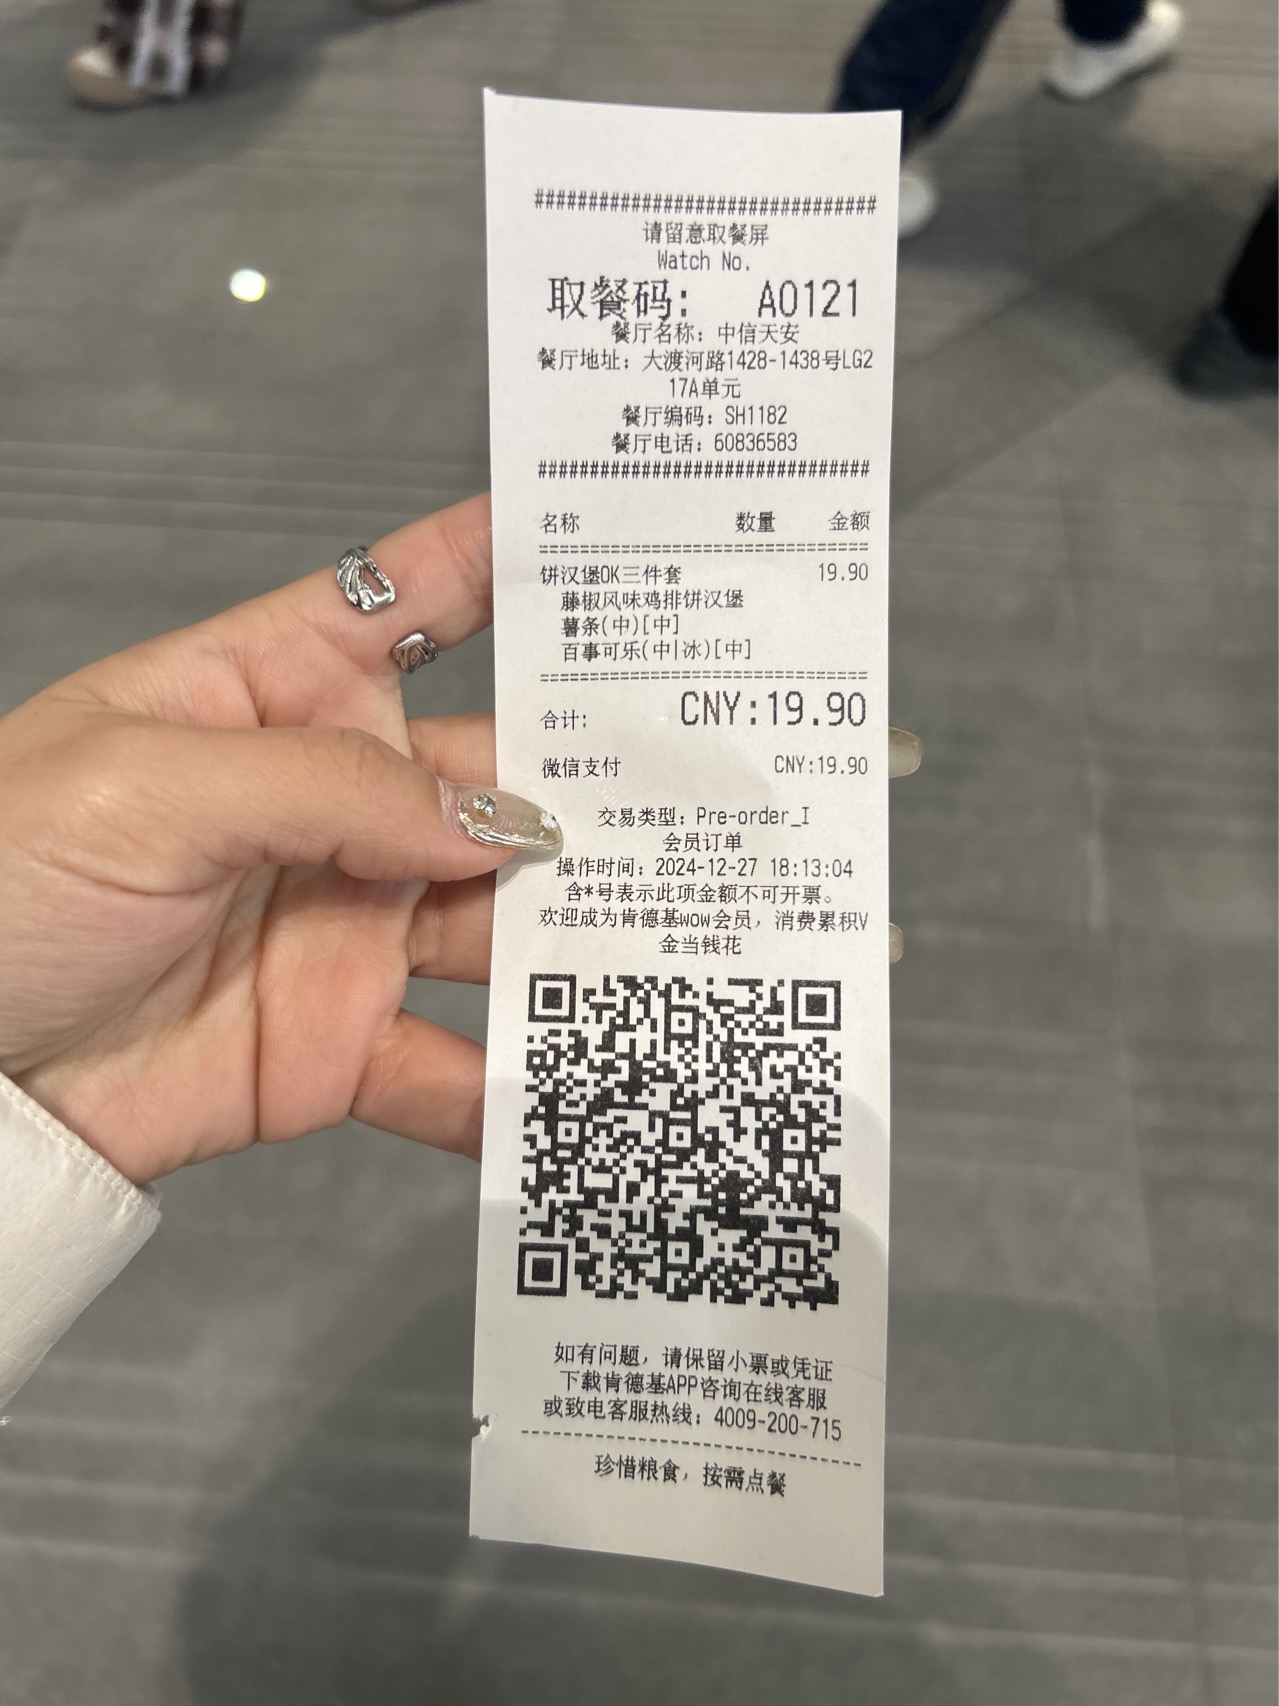 ##################################
请留意取餐屏
Watch No.
取餐码: A0121
餐厅名称: 中信天安
餐厅地址: 大渡河路1428-1438号LG2
17A单元
餐厅编码: SH1182
餐厅电话: 60836583
##################################
名称 数量 金额
==================================
饼汉堡OK三件套 19.90
藤椒风味鸡排饼汉堡
薯条(中)[中]
百事可乐(中|冰)[中]
==================================
合计: CNY:19.90
微信支付 CNY:19.90
交易类型: Pre-order_I
会员订单
操作时间: 2024-12-27 18:13:04
含*号表示此项金额不可开票。
欢迎成为肯德基wow会员, 消费累积V
金当钱花
如有问题, 请保留小票或凭证
下载肯德基APP咨询在线客服
或致电客服热线: 4009-200-715
----------------------------------
珍惜粮食, 按需点餐